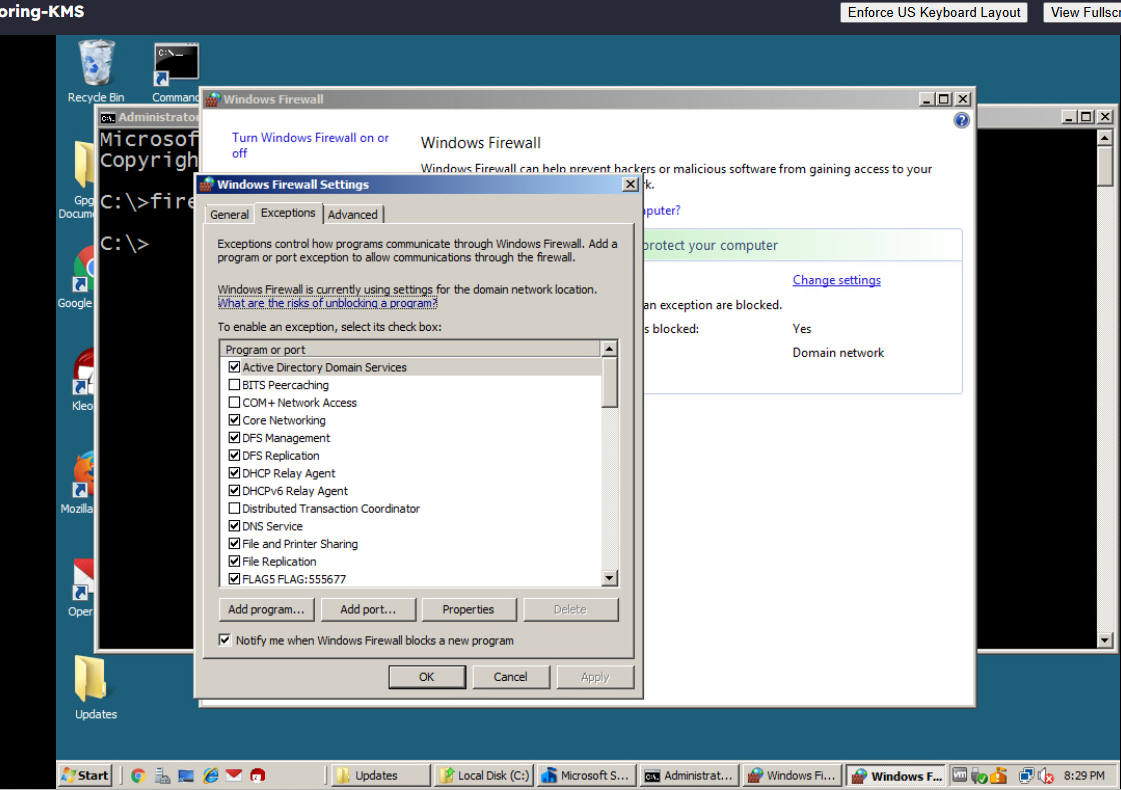 oring-KMS
Enforce US Keyboard Layout
View Fullscr
Recycle Bin
Command
Windows Firewall
Administrator
Microsof
Copyrigh
C:\>fire
C:\>
Turn Windows Firewall on or
off
Windows Firewall
Windows Firewall can help prevent hackers or malicious software from gaining access to your
rk.
mputer?
protect your computer
Change settings
an exception are blocked.
s blocked:
Yes
Domain network
Windows Firewall Settings
General
Exceptions
Advanced
Exceptions control how programs communicate through Windows Firewall. Add a
program or port exception to allow communications through the firewall.
Windows Firewall is currently using settings for the domain network location.
What are the risks of unblocking a program?
To enable an exception, select its check box:
Program or port
Active Directory Domain Services
BITS Peercaching
COM+ Network Access
Core Networking
DFS Management
DFS Replication
DHCP Relay Agent
DHCPv6 Relay Agent
Distributed Transaction Coordinator
DNS Service
File and Printer Sharing
File Replication
FLAG5 FLAG:555677
Add program...
Add port...
Properties
Delete
Notify me when Windows Firewall blocks a new program
OK
Cancel
Apply
Gpg
Docum
Google
Kleo
Mozilla
Oper
Updates
Start
Updates
Local Disk (C:)
Microsoft S...
Administrat...
Windows Fi...
Windows F...
8:29 PM